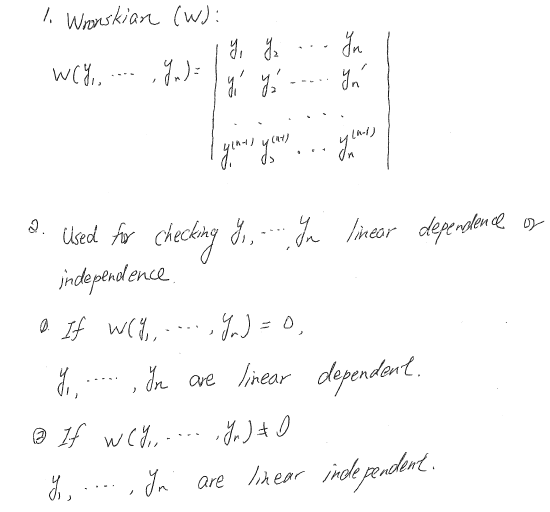 1. Wronskian (W):
W(y₁, ····, yₙ) = | y₁ y₂ ··· yₙ |
| y₁′ y₂′ ····· yₙ′ |
| · · · · · · |
| y₁⁽ⁿ⁻¹⁾ y₂⁽ⁿ⁻¹⁾ ··· yₙ⁽ⁿ⁻¹⁾ |
2. Used for checking y₁, ···, yₙ linear dependence or
independence.
① If W(y₁, ····, yₙ) = 0,
y₁, ·····, yₙ are linear dependent.
② If W(y₁, ····, yₙ) ≠ 0
y₁, ····, yₙ are linear independent.